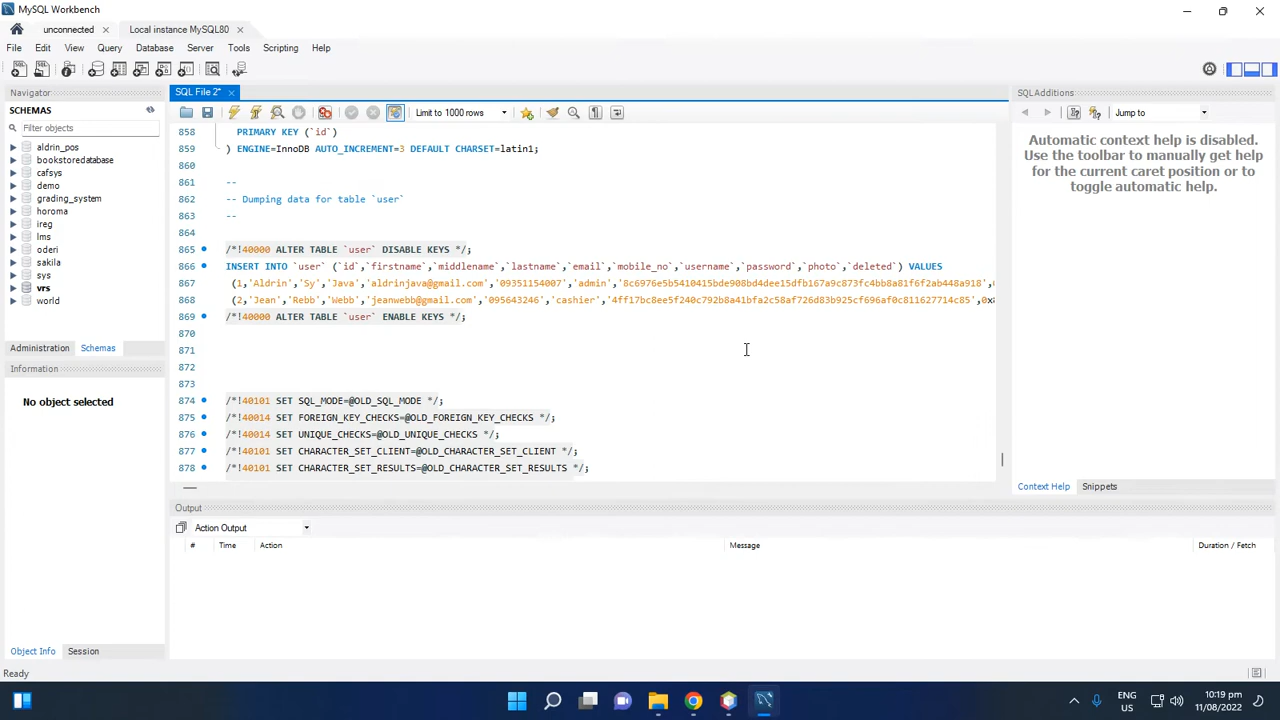 MySQL Workbench
unconnected
Local instance MySQL80
File Edit View Query Database Server Tools Scripting Help
Navigator
SCHEMAS
Filter objects
aldrin_pos
bookstoredatabase
cafsys
demo
grading_system
horoma
ireg
lms
oderi
sakila
sys
vrs
world
Administration Schemas
Information
No object selected
Object Info Session
SQL File 2*
Limit to 1000 rows
858 PRIMARY KEY (`id`)
859 ) ENGINE=InnoDB AUTO_INCREMENT=3 DEFAULT CHARSET=latin1;
860
861 --
862 -- Dumping data for table `user`
863 --
864
865 /*!40000 ALTER TABLE `user` DISABLE KEYS */;
866 INSERT INTO `user` (`id`,`firstname`,`middlename`,`lastname`,`email`,`mobile_no`,`username`,`password`,`photo`,`deleted`) VALUES
867 (1,'Aldrin','Sy','Java','aldrinjava@gmail.com','09351154007','admin','8c6976e5b5410415bde908bd4dee15dfb167a9c873fc4bb8a81f6f2ab448a918',
868 (2,'Jean','Rebb','Webb','jeanwebb@gmail.com','095643246','cashier','4ff17bc8ee5f240c792b8a41bfa2c58af726d83b925cf696af0c811627714c85',0x
869 /*!40000 ALTER TABLE `user` ENABLE KEYS */;
870
871
872
873
874 /*!40101 SET SQL_MODE=@OLD_SQL_MODE */;
875 /*!40014 SET FOREIGN_KEY_CHECKS=@OLD_FOREIGN_KEY_CHECKS */;
876 /*!40014 SET UNIQUE_CHECKS=@OLD_UNIQUE_CHECKS */;
877 /*!40101 SET CHARACTER_SET_CLIENT=@OLD_CHARACTER_SET_CLIENT */;
878 /*!40101 SET CHARACTER_SET_RESULTS=@OLD_CHARACTER_SET_RESULTS */;
SQLAdditions
Jump to
Automatic context help is disabled.
Use the toolbar to manually get help
for the current caret position or to
toggle automatic help.
Context Help Snippets
Output
Action Output
# Time Action Message Duration / Fetch
Ready
ENG
US
10:19 pm
11/08/2022